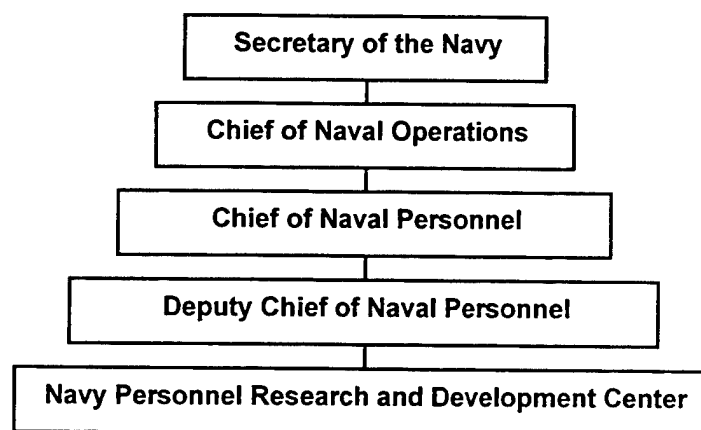 Secretary of the Navy
Chief of Naval Operations
Chief of Naval Personnel
Deputy Chief of Naval Personnel
Navy Personnel Research and Development Center